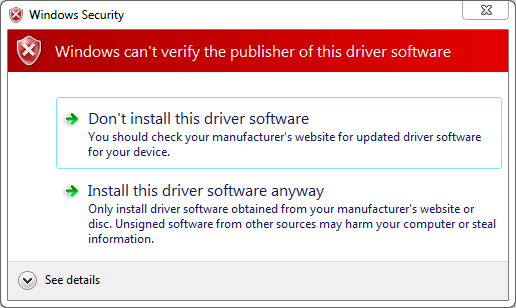 Windows Security
Windows can't verify the publisher of this driver software
Don't install this driver software
You should check your manufacturer's website for updated driver software
for your device.
Install this driver software anyway
Only install driver software obtained from your manufacturer's website or
disc. Unsigned software from other sources may harm your computer or steal
information.
See details